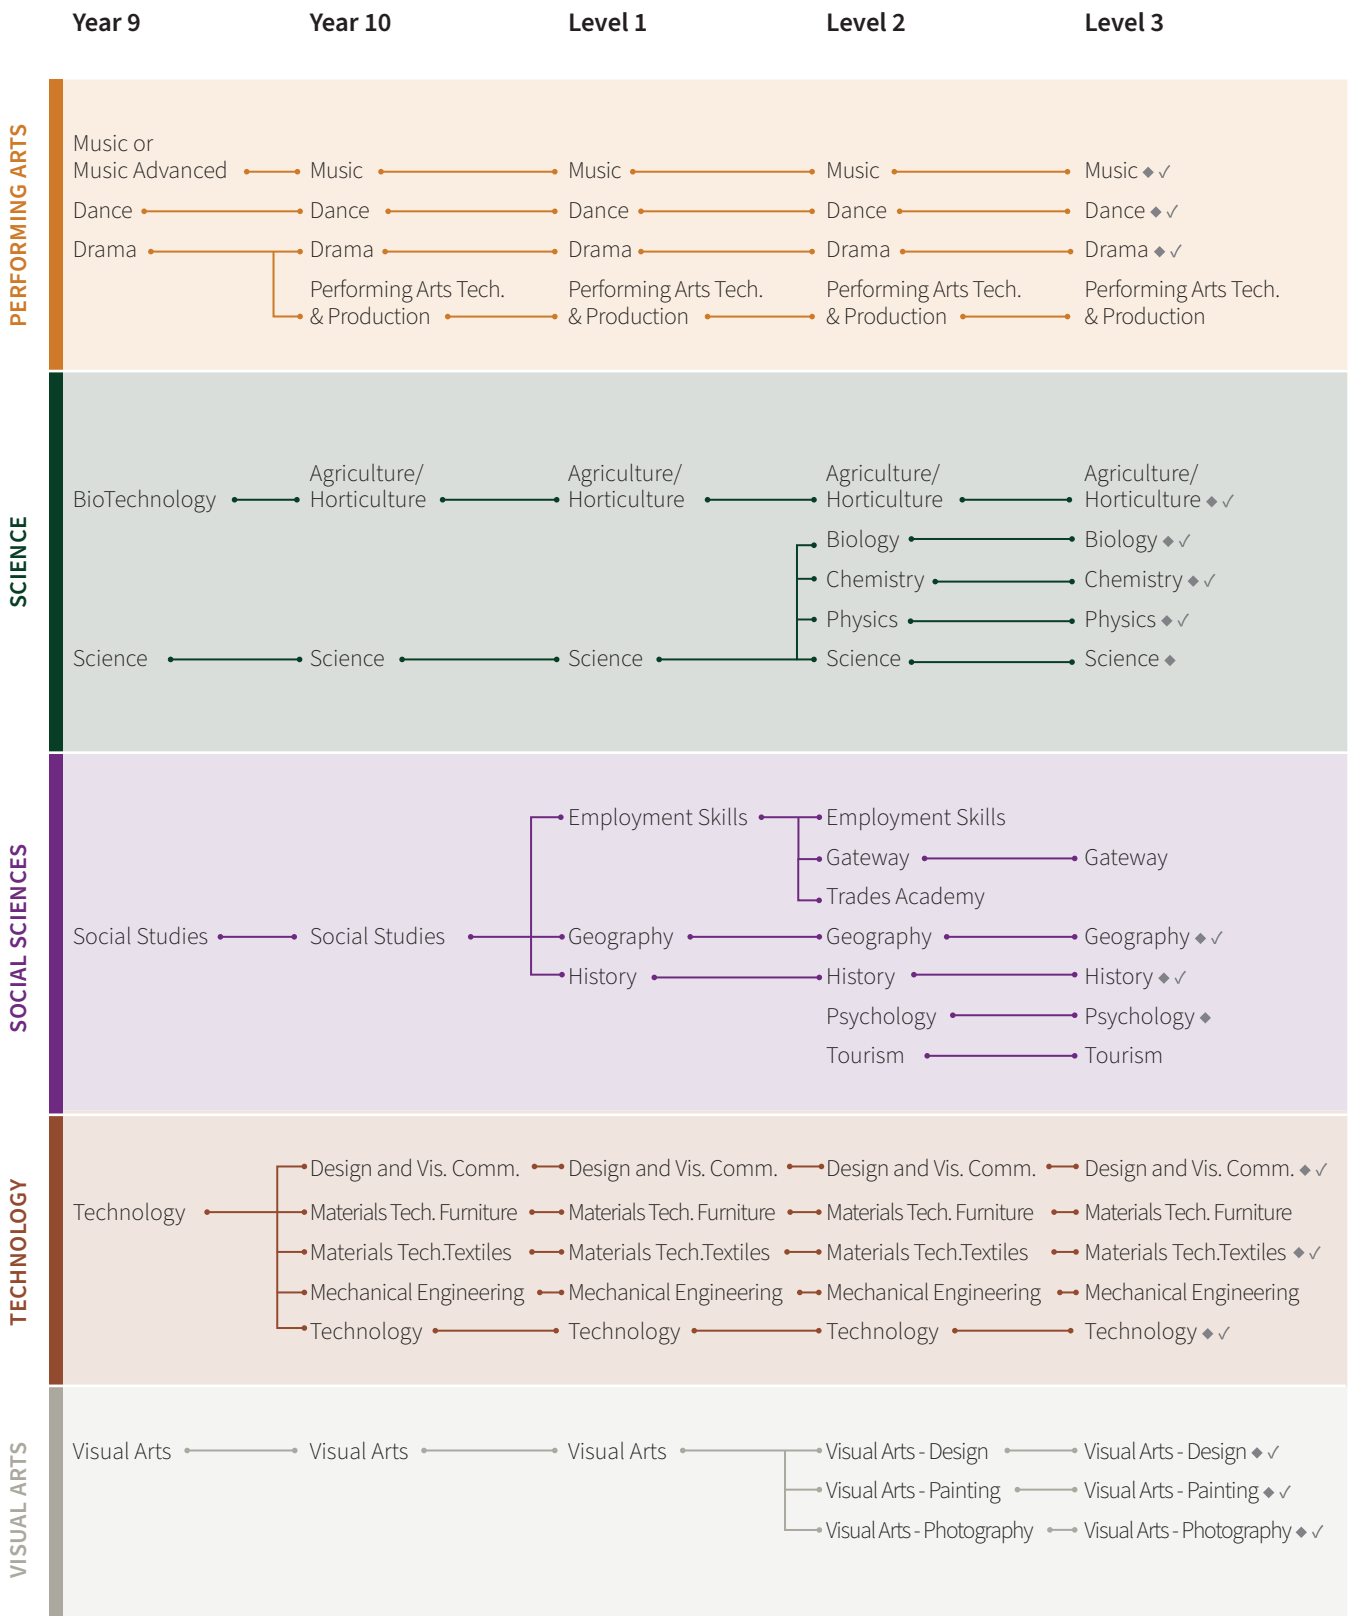 Year 9 Year 10 Level 1 Level 2 Level 3
PERFORMING ARTS
Music or
Music Advanced Music Music Music Music ◆ ✓
Dance Dance Dance Dance Dance ◆ ✓
Drama Drama Drama Drama Drama ◆ ✓
Performing Arts Tech. Performing Arts Tech. Performing Arts Tech. Performing Arts Tech.
& Production & Production & Production & Production
SCIENCE
Agriculture/ Agriculture/ Agriculture/ Agriculture/
BioTechnology Horticulture Horticulture Horticulture Horticulture ◆ ✓
Biology Biology ◆ ✓
Chemistry Chemistry ◆ ✓
Physics Physics ◆ ✓
Science Science Science Science Science ◆
SOCIAL SCIENCES
Employment Skills Employment Skills
Gateway Gateway
Trades Academy
Social Studies Social Studies Geography Geography Geography ◆ ✓
History History History ◆ ✓
Psychology Psychology ◆
Tourism Tourism
TECHNOLOGY
Design and Vis. Comm. Design and Vis. Comm. Design and Vis. Comm. Design and Vis. Comm. ◆ ✓
Technology Materials Tech. Furniture Materials Tech. Furniture Materials Tech. Furniture Materials Tech. Furniture
Materials Tech.Textiles Materials Tech.Textiles Materials Tech.Textiles Materials Tech.Textiles ◆ ✓
Mechanical Engineering Mechanical Engineering Mechanical Engineering Mechanical Engineering
Technology Technology Technology Technology ◆ ✓
VISUAL ARTS
Visual Arts Visual Arts Visual Arts Visual Arts - Design Visual Arts - Design ◆ ✓
Visual Arts - Painting Visual Arts - Painting ◆ ✓
Visual Arts - Photography Visual Arts - Photography ◆ ✓